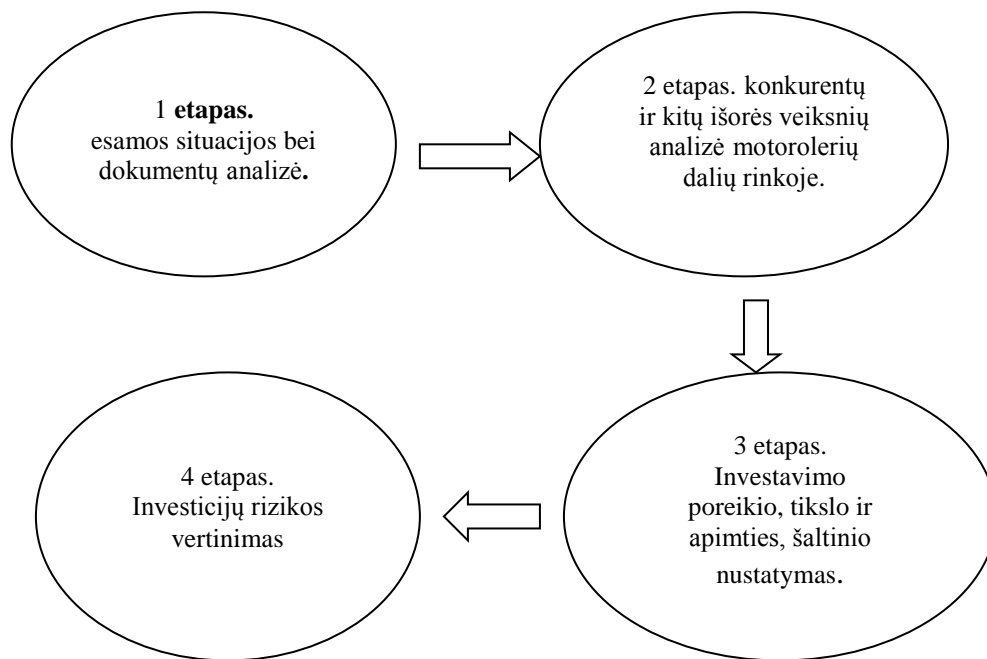 1 etapas.
esamos situacijos bei
dokumentų analizė.
2 etapas. konkurentų
ir kitų išorės veiksnių
analizė motorolerių
dalių rinkoje.
3 etapas.
Investavimo
poreikio, tikslo ir
apimties, šaltinio
nustatymas.
4 etapas.
Investicijų rizikos
vertinimas